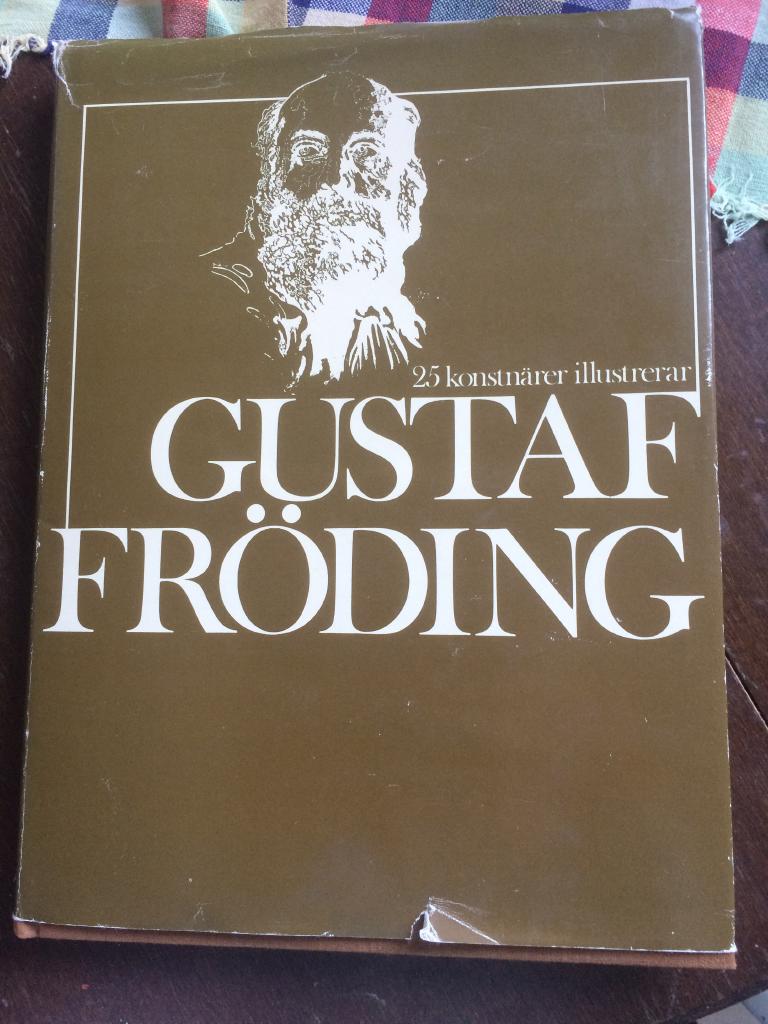 25 konstnärer illustrerar
GUSTAF
FRÖDING